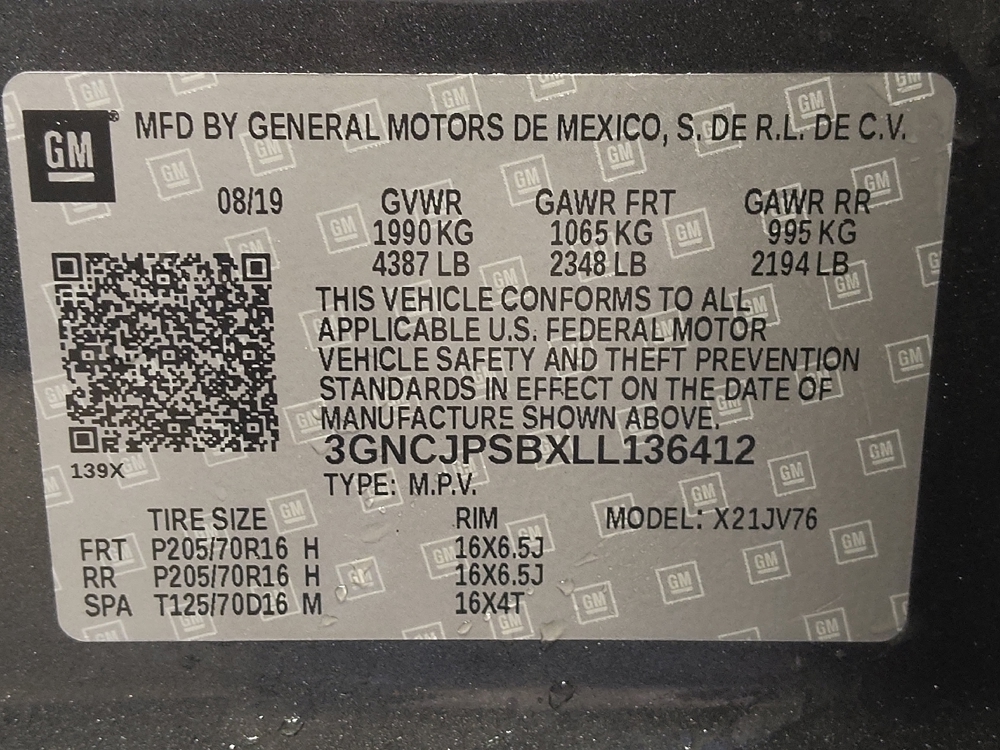 GM® MFD BY GENERAL MOTORS DE MEXICO, S. DE R.L. DE C.V.
08/19 GVWR GAWR FRT GAWR RR
1990 KG 1065 KG 995 KG
4387 LB 2348 LB 2194 LB
THIS VEHICLE CONFORMS TO ALL
APPLICABLE U.S. FEDERAL MOTOR
VEHICLE SAFETY AND THEFT PREVENTION
STANDARDS IN EFFECT ON THE DATE OF
MANUFACTURE SHOWN ABOVE.
3GNCJPSBXLL136412
139X
TYPE: M.P.V.
TIRE SIZE RIM MODEL: X21JV76
FRT P205/70R16 H 16X6.5J
RR P205/70R16 H 16X6.5J
SPA T125/70D16 M 16X4T